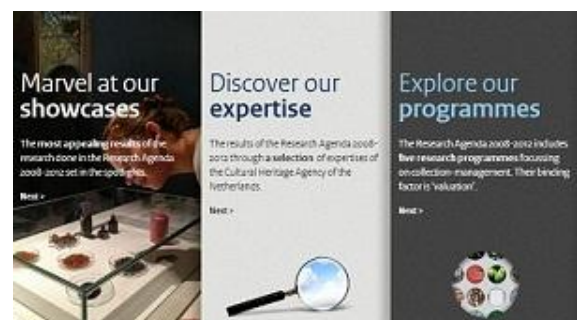 Marvel at our
showcases
The most appealing results of the
research done in the Research Agenda
2008-2012 set in the spotlights.
Next >
Discover our
expertise
The results of the Research Agenda 2008-
2012 through a selection of expertises of
the Cultural Heritage Agency of the
Netherlands.
Next >
Explore our
programmes
The Research Agenda 2008-2012 includes
five research programmes focussing
on collection-management. Their binding
factor is 'valuation'.
Next >